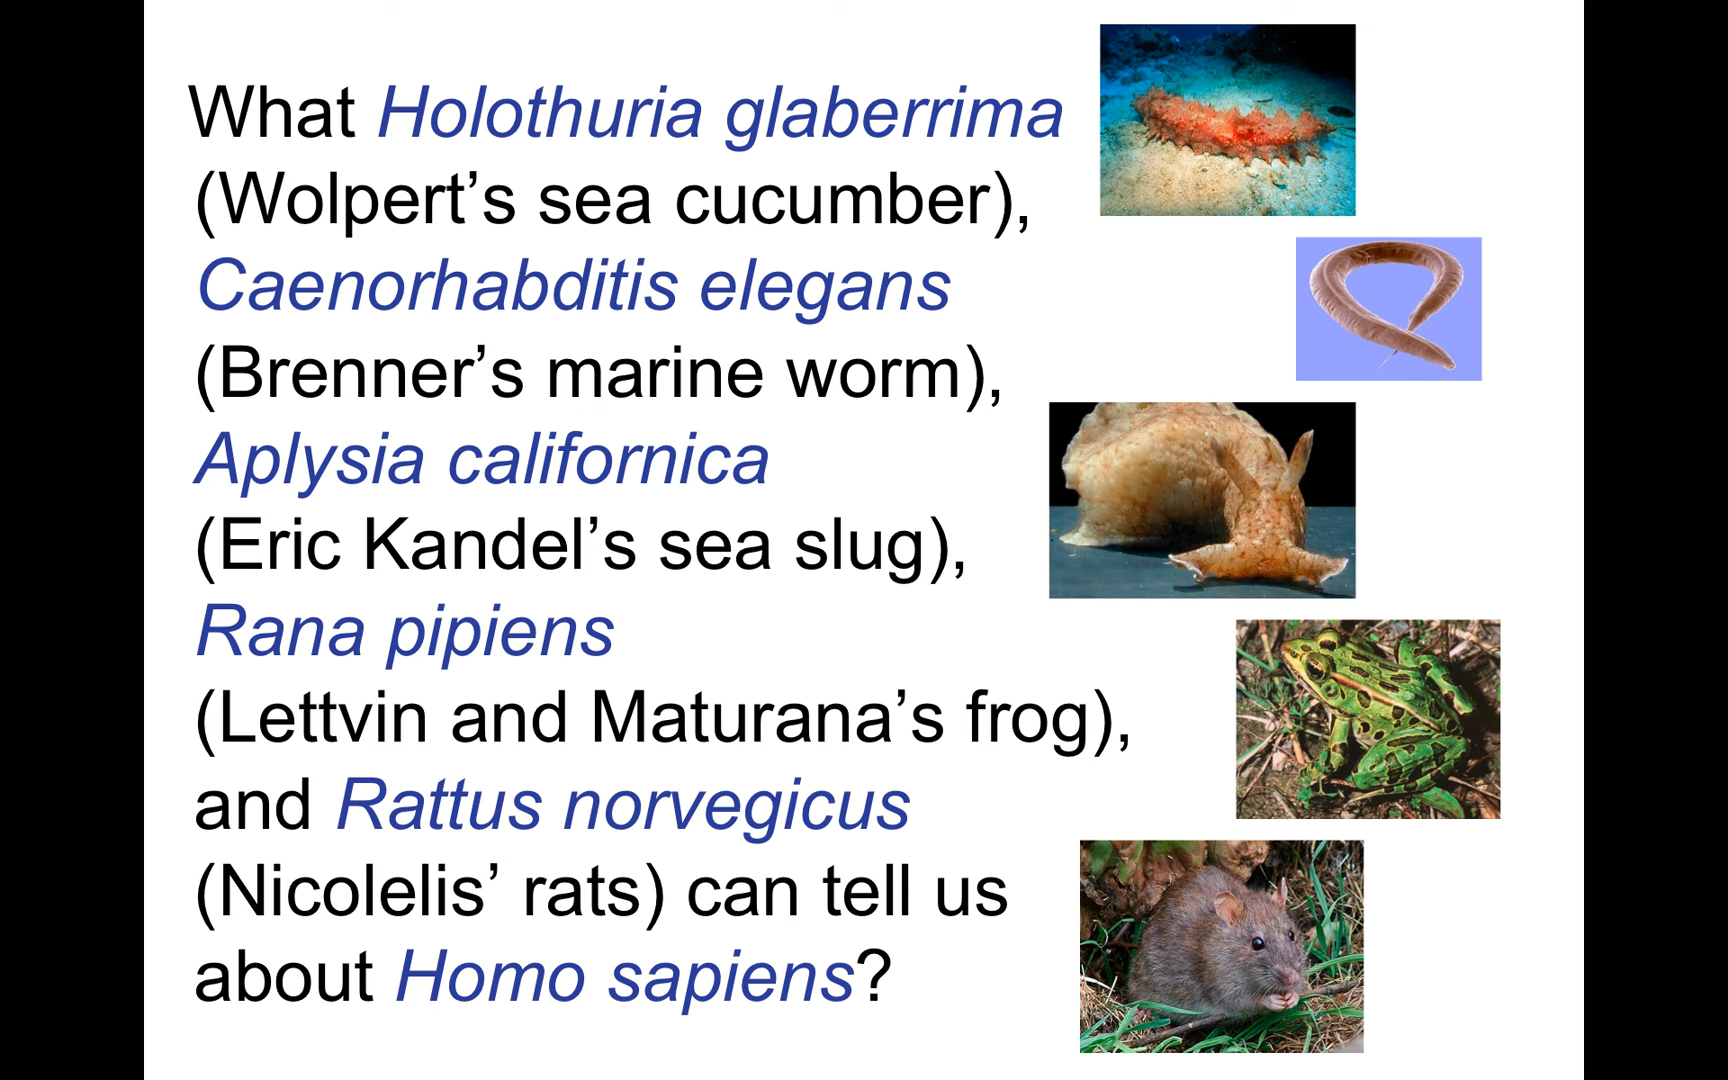 What Holothuria glaberrima
(Wolpert’s sea cucumber),
Caenorhabditis elegans
(Brenner’s marine worm),
Aplysia californica
(Eric Kandel’s sea slug),
Rana pipiens
(Lettvin and Maturana’s frog),
and Rattus norvegicus
(Nicolelis’ rats) can tell us
about Homo sapiens?